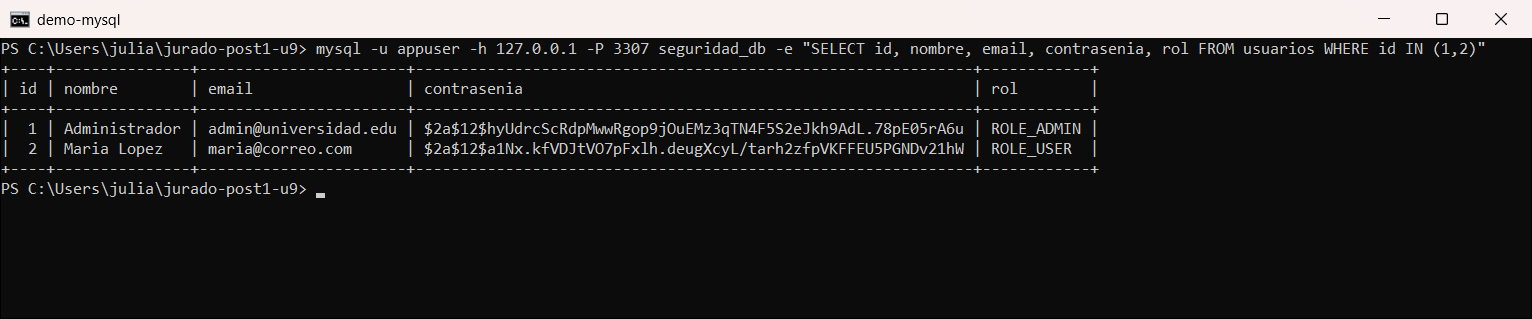 demo-mysql
PS C:\Users\julia\jurado-post1-u9> mysql -u appuser -h 127.0.0.1 -P 3307 seguridad_db -e "SELECT id, nombre, email, contrasenia, rol FROM usuarios WHERE id IN (1,2)"
+----+---------------+--------------------------+--------------------------------------------------------------+------------+
| id | nombre        | email                | contrasenia                                                  | rol        |
+----+---------------+----------------------+--------------------------------------------------------------+------------+
|  1 | Administrador | admin@universidad.edu | $2a$12$hyUdrcScRdpMwwRgop9jOuEMz3qTN4F5S2eJkh9AdL.78pE05rA6u | ROLE_ADMIN |
|  2 | Maria Lopez   | maria@correo.com     | $2a$12$a1Nx.kfVDJtVO7pFxlh.deugXcyL/tarh2zfpVKFFEU5PGNDv21hW | ROLE_USER  |
+----+---------------+----------------------+--------------------------------------------------------------+------------+
PS C:\Users\julia\jurado-post1-u9>